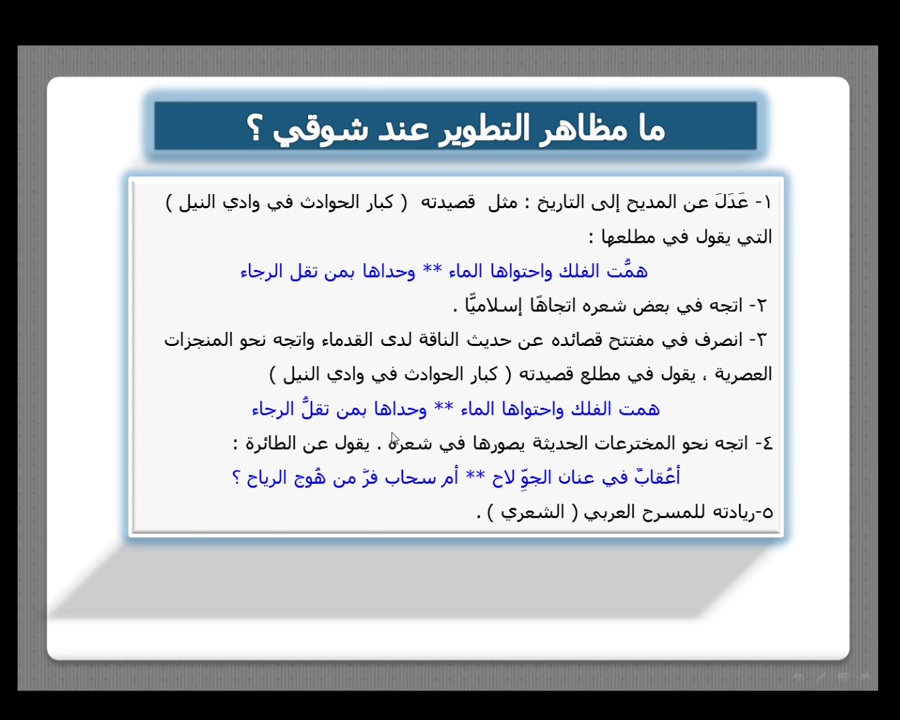 ما مظاهر التطوير عند شوقي ؟
١- عَدَلَ عن المديح إلى التاريخ : مثل قصيدته ( كبار الحوادث في وادي النيل )
التي يقول في مطلعها :
همَّت الفلك واحتواها الماء ** وحداها بمن تقل الرجاء
٢- اتجه في بعض شعره اتجاهًا إسلاميًّا .
٣- انصرف في مفتتح قصائده عن حديث الناقة لدى القدماء واتجه نحو المنجزات
العصرية ، يقول في مطلع قصيدته ( كبار الحوادث في وادي النيل )
همت الفلك واحتواها الماء ** وحداها بمن تقلُّ الرجاء
٤- اتجه نحو المخترعات الحديثة يصورها في شعره . يقول عن الطائرة :
أعُقابٌ في عنان الجوِّ لاح ** أم سحاب فرَّ من هُوج الرياح ؟
٥-ريادته للمسرح العربي ( الشعري ) .